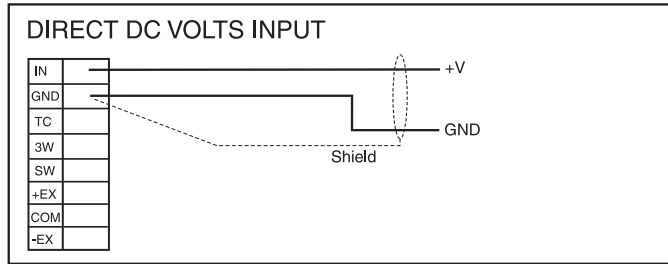 DIRECT DC VOLTS INPUT
IN
+V
GND
TC
GND
3W
Shield
SW
+EX
COM
-EX